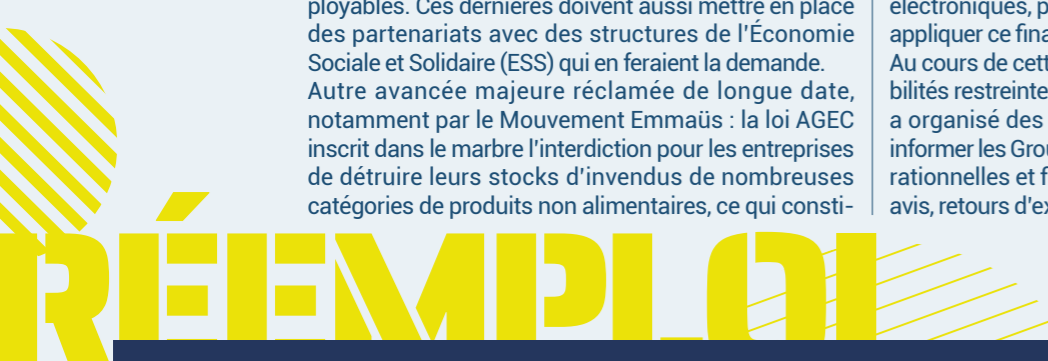 ployables. Ces dernières doivent aussi mettre en place
des partenariats avec des structures de l'Économie
Sociale et Solidaire (ESS) qui en feraient la demande.
Autre avancée majeure réclamée de longue date,
notamment par le Mouvement Emmaüs : la loi AGEC
inscrit dans le marbre l'interdiction pour les entreprises
de détruire leurs stocks d'invendus de nombreuses
catégories de produits non alimentaires, ce qui consti-
électroniques, p
appliquer ce fina
Au cours de cett
bilités restreinte
a organisé des
informer les Grou
rationnelles et f
avis, retours d'ex
RÉEMPLOI